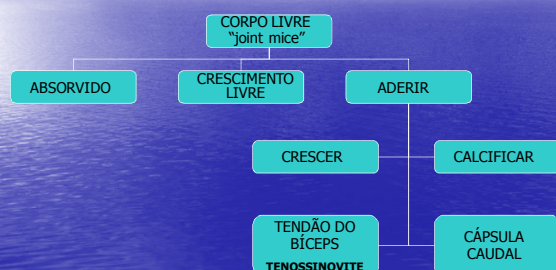 CORPO LIVRE
“joint mice”
ABSORVIDO
CRESCIMENTO
LIVRE
ADERIR
CRESCER
CALCIFICAR
TENDÃO DO
BÍCEPS
TENOSSINOVITE
CÁPSULA
CAUDAL